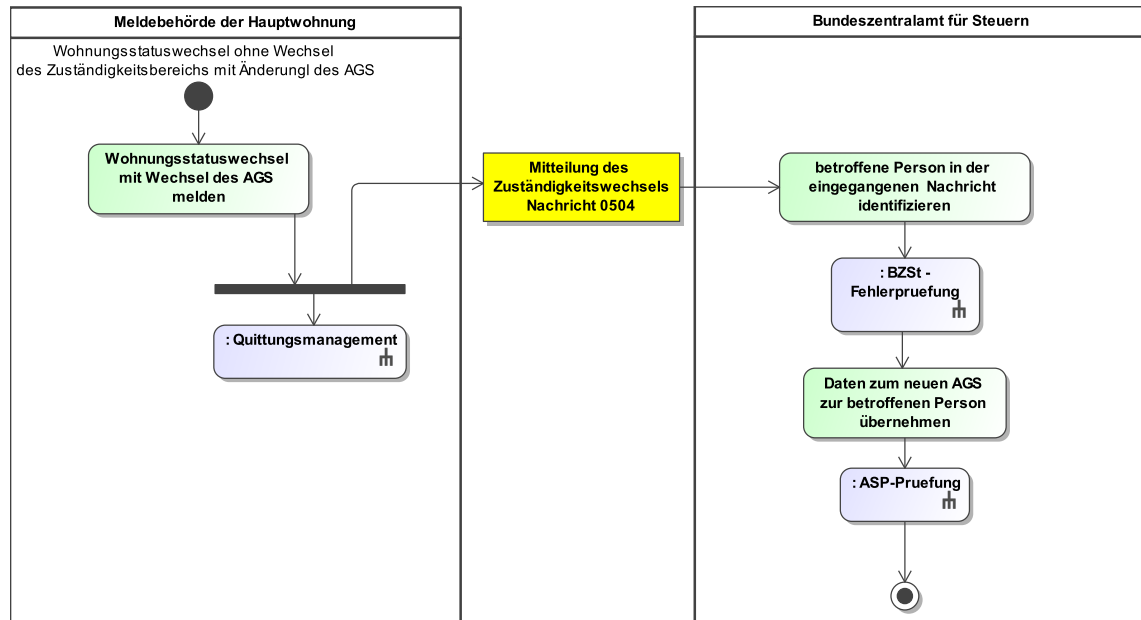 Meldebehörde der Hauptwohnung
Wohnungsstatuswechsel ohne Wechsel
des Zuständigkeitsbereichs mit Änderungl des AGS
Wohnungsstatuswechsel
mit Wechsel des AGS
melden
: Quittungsmanagement
Mitteilung des
Zuständigkeitswechsels
Nachricht 0504
Bundeszentralamt für Steuern
betroffene Person in der
eingegangenen Nachricht
identifizieren
: BZSt -
Fehlerpruefung
Daten zum neuen AGS
zur betroffenen Person
übernehmen
: ASP-Pruefung